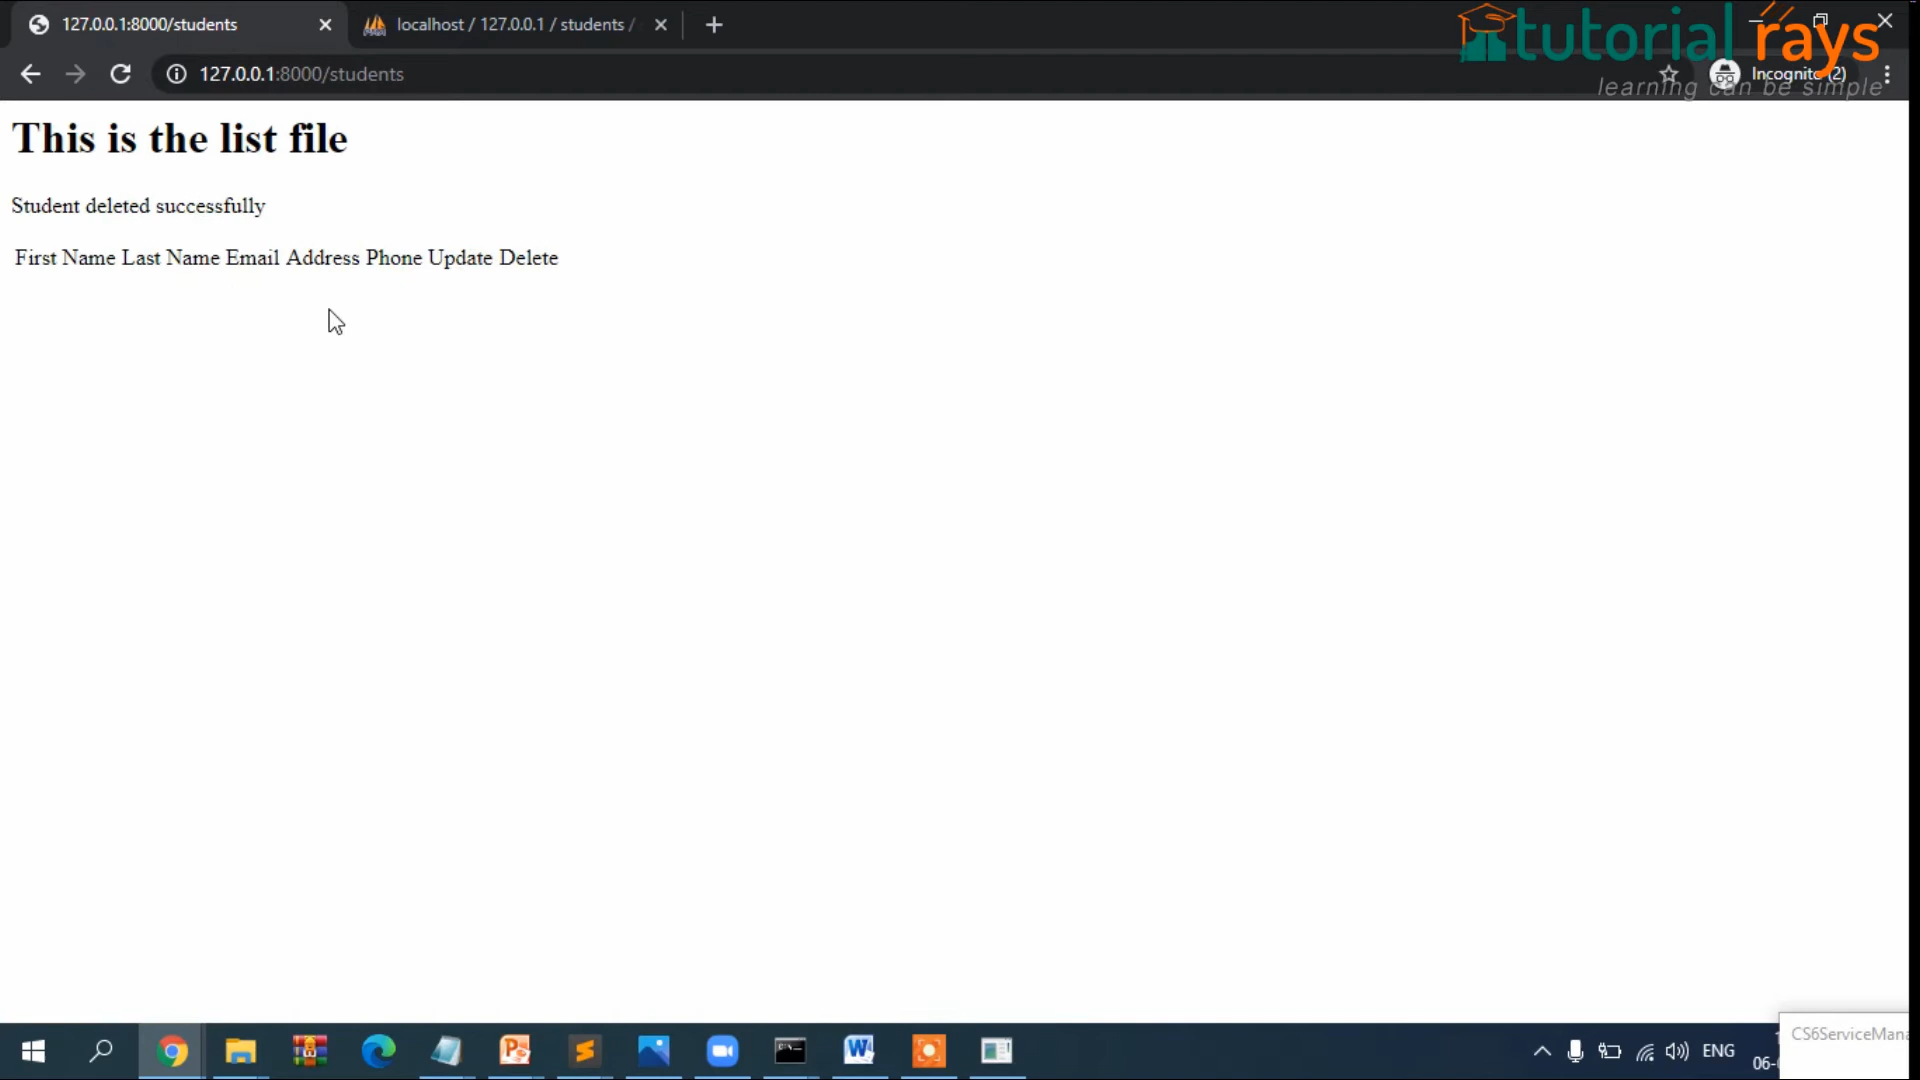 127.0.0.1:8000/students
localhost / 127.0.0.1 / students /
tutorial rays
127.0.0.1:8000/students
Incognito (2)
learning can be simple
This is the list file
Student deleted successfully
First Name Last Name Email Address Phone Update Delete
ENG
CS6ServiceMana